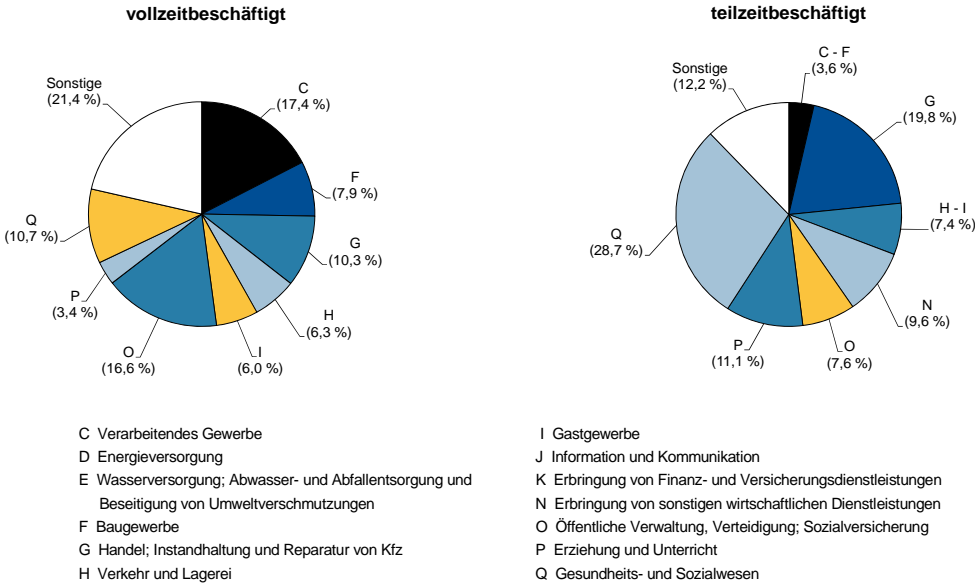 vollzeitbeschäftigt
Sonstige
(21,4 %)
C
(17,4 %)
F
(7,9 %)
G
(10,3 %)
H
(6,3 %)
I
(6,0 %)
O
(16,6 %)
P
(3,4 %)
Q
(10,7 %)
teilzeitbeschäftigt
Sonstige
(12,2 %)
C - F
(3,6 %)
G
(19,8 %)
H - I
(7,4 %)
N
(9,6 %)
O
(7,6 %)
P
(11,1 %)
Q
(28,7 %)
C Verarbeitendes Gewerbe
D Energieversorgung
E Wasserversorgung; Abwasser- und Abfallentsorgung und
Beseitigung von Umweltverschmutzungen
F Baugewerbe
G Handel; Instandhaltung und Reparatur von Kfz
H Verkehr und Lagerei
I Gastgewerbe
J Information und Kommunikation
K Erbringung von Finanz- und Versicherungsdienstleistungen
N Erbringung von sonstigen wirtschaftlichen Dienstleistungen
O Öffentliche Verwaltung, Verteidigung; Sozialversicherung
P Erziehung und Unterricht
Q Gesundheits- und Sozialwesen